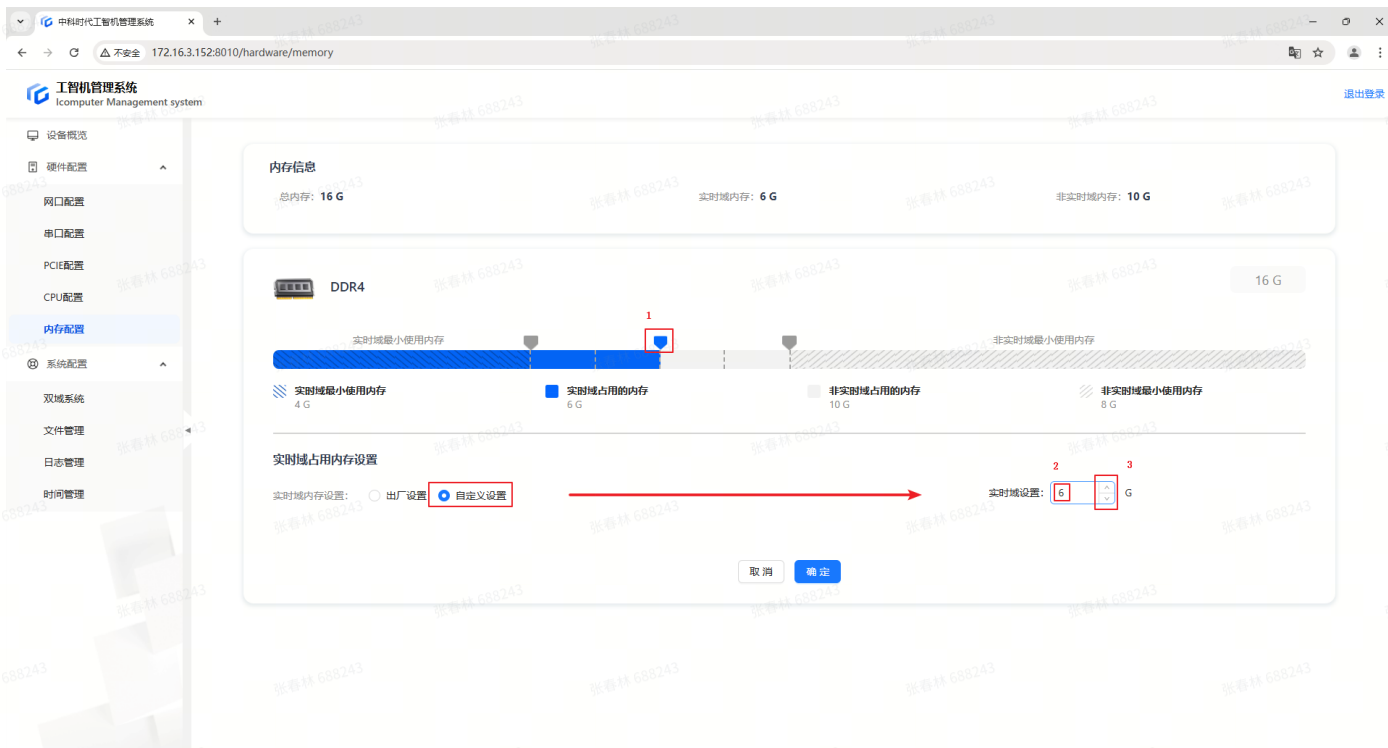 中科时代工智机管理系统
不安全 172.16.3.152:8010/hardware/memory
工智机管理系统
Icomputer Management system
退出登录
设备概览
硬件配置
网口配置
串口配置
PCIE配置
CPU配置
内存配置
系统配置
双域系统
文件管理
日志管理
时间管理
内存信息
总内存: 16 G 实时域内存: 6 G 非实时域内存: 10 G
DDR4 16 G
1
实时域最小使用内存 非实时域最小使用内存
实时域最小使用内存 实时域占用的内存 非实时域占用的内存 非实时域最小使用内存
4 G 6 G 10 G 8 G
实时域占用内存设置
2 3
实时域内存设置: 出厂设置 自定义设置 实时域设置: 6 G
取 消 确 定
张春林 688243